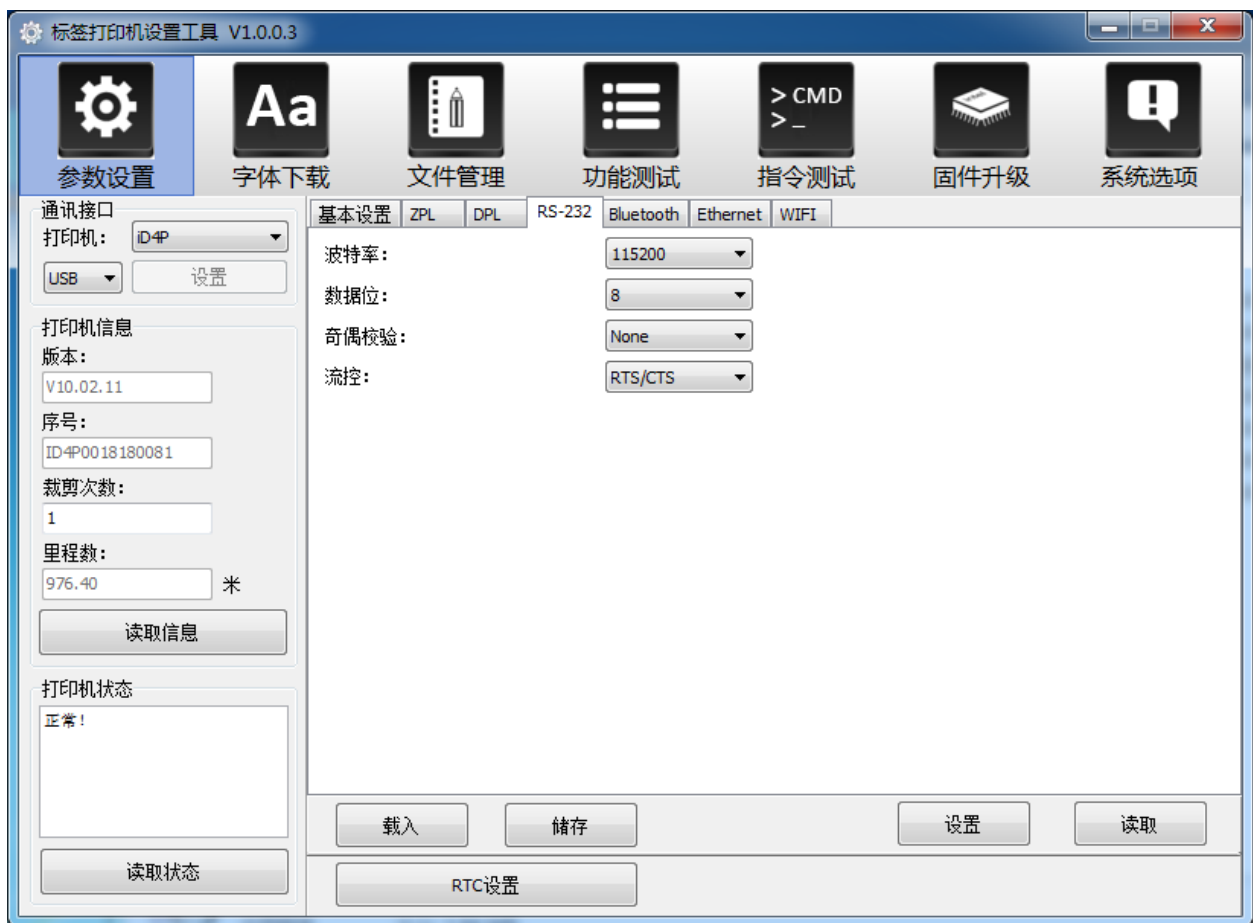 标签打印机设置工具 V1.0.0.3
Aa
> CMD
>_
参数设置 字体下载 文件管理 功能测试 指令测试 固件升级 系统选项
通讯接口
打印机： iD4P
USB 设置
打印机信息
版本：
V10.02.11
序号：
ID4P0018180081
裁剪次数：
1
里程数：
976.40 米
读取信息
打印机状态
正常！
读取状态
基本设置 ZPL DPL RS-232 Bluetooth Ethernet WIFI
波特率： 115200
数据位： 8
奇偶校验： None
流控： RTS/CTS
载入 储存 设置 读取
RTC设置